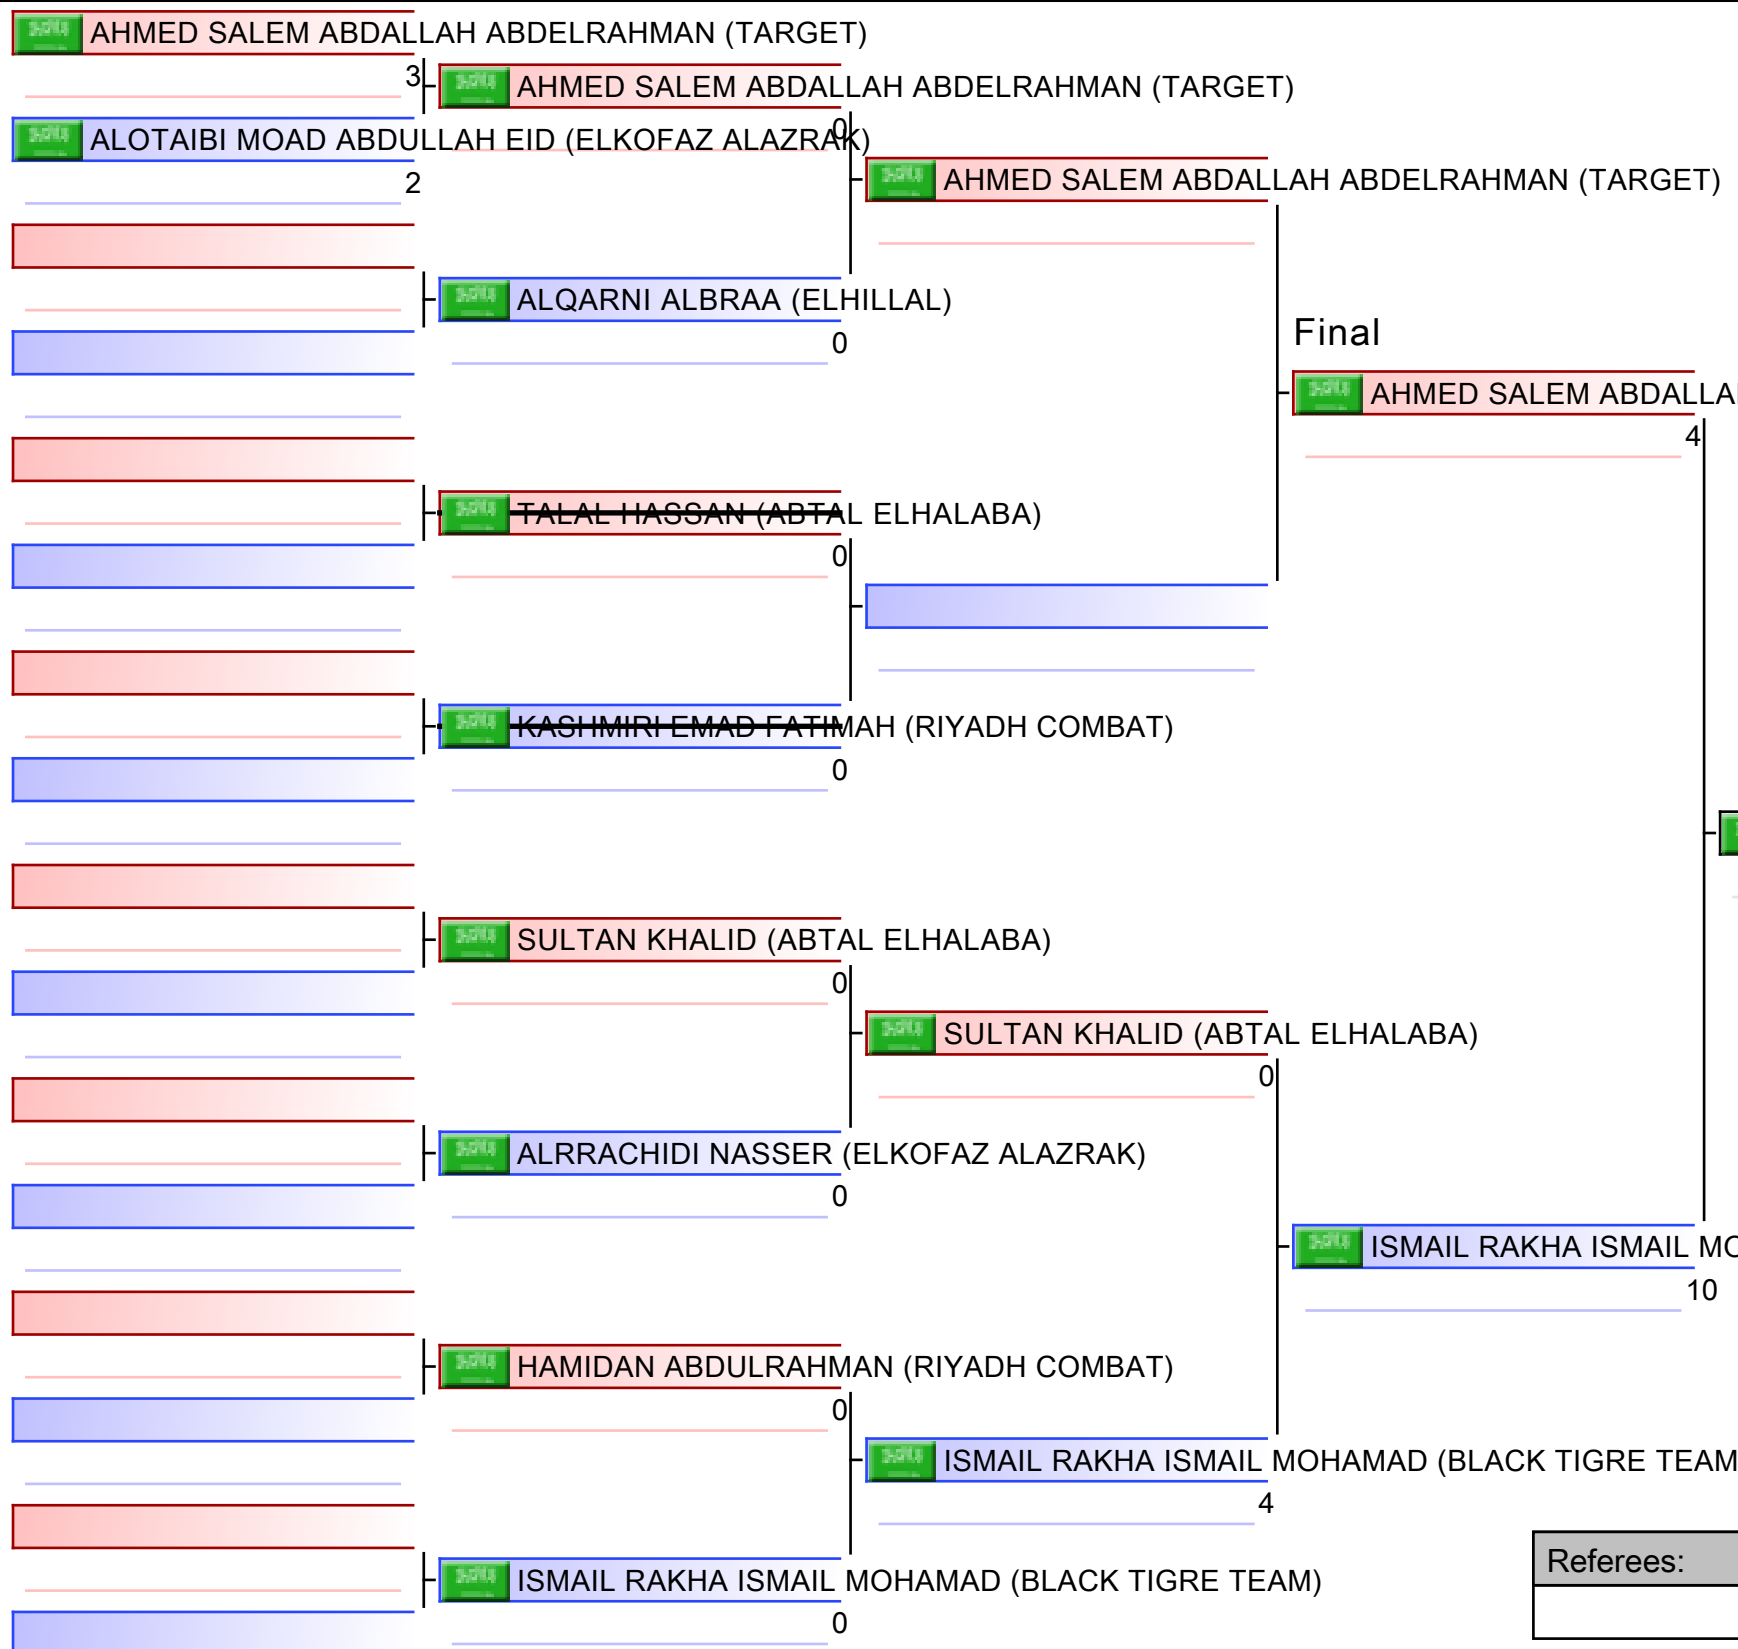 AHMED SALEM ABDALLAH ABDELRAHMAN (TARGET)
3
AHMED SALEM ABDALLAH ABDELRAHMAN (TARGET)
0
ALOTAIBI MOAD ABDULLAH EID (ELKOFAZ ALAZRAK)
2
AHMED SALEM ABDALLAH ABDELRAHMAN (TARGET)
ALQARNI ALBRAA (ELHILLAL)
0
Final
AHMED SALEM ABDALLA
4
TALAL HASSAN (ABTAL ELHALABA)
0
KASHMIRI EMAD FATIMAH (RIYADH COMBAT)
0
SULTAN KHALID (ABTAL ELHALABA)
0
SULTAN KHALID (ABTAL ELHALABA)
0
ALRRACHIDI NASSER (ELKOFAZ ALAZRAK)
0
ISMAIL RAKHA ISMAIL MO
10
HAMIDAN ABDULRAHMAN (RIYADH COMBAT)
0
ISMAIL RAKHA ISMAIL MOHAMAD (BLACK TIGRE TEAM
4
Referees:
ISMAIL RAKHA ISMAIL MOHAMAD (BLACK TIGRE TEAM)
0